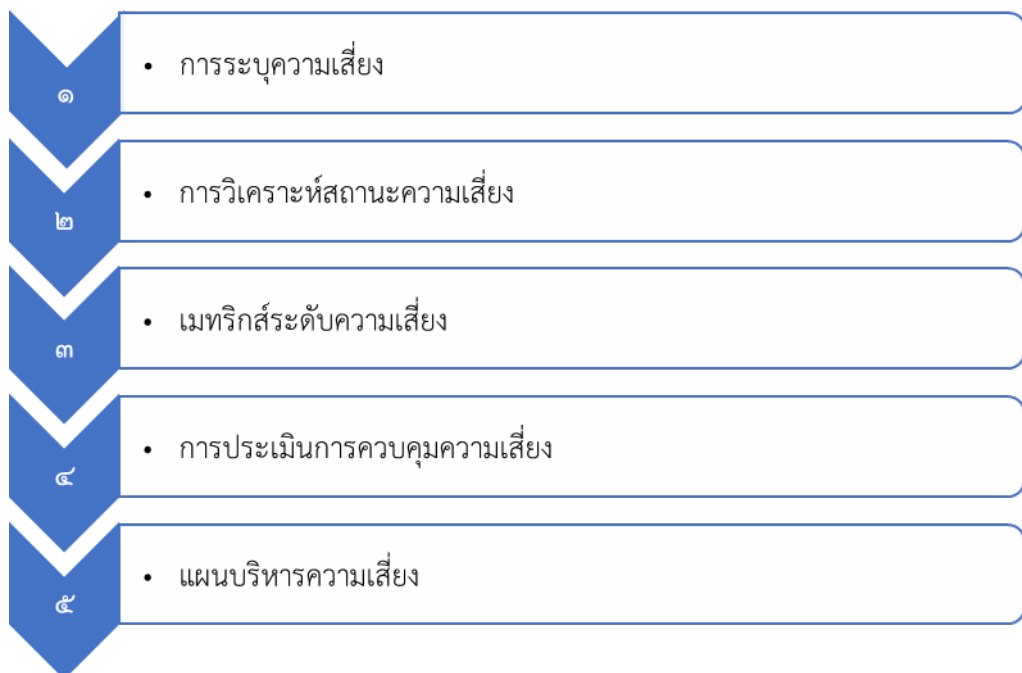 ๑
• การระบุความเสี่ยง
๒
• การวิเคราะห์สถานะความเสี่ยง
๓
• เมทริกส์ระดับความเสี่ยง
๔
• การประเมินการควบคุมความเสี่ยง
๕
• แผนบริหารความเสี่ยง